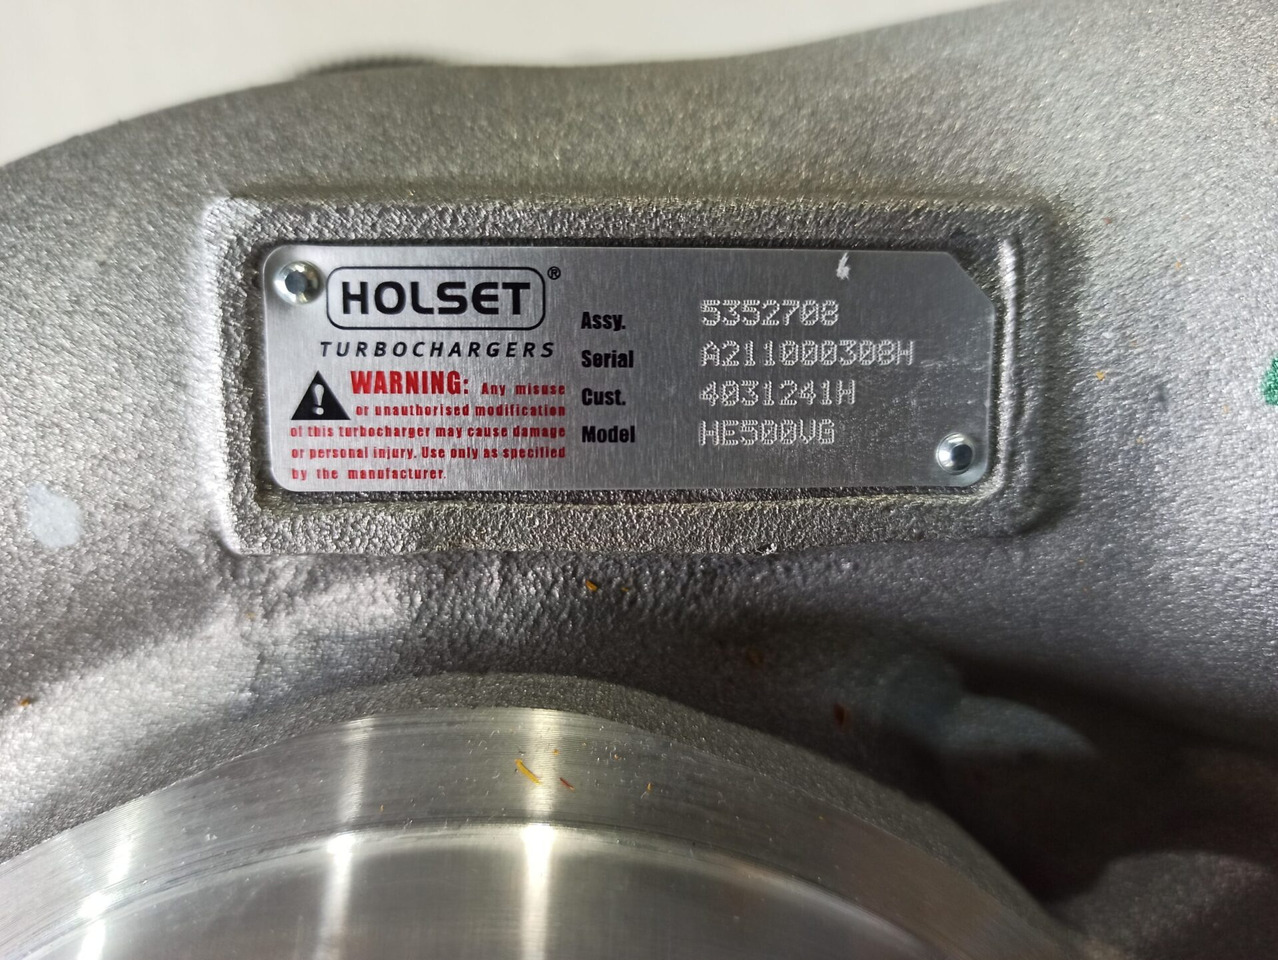 HOLSET®
TURBOCHARGERS
WARNING: Any misuse
or unauthorised modification
of this turbocharger may cause damage
or personal injury. Use only as specified
by the manufacturer.
Assy. 5352708
Serial A211000308H
Cust. 4031241H
Model HE500VG